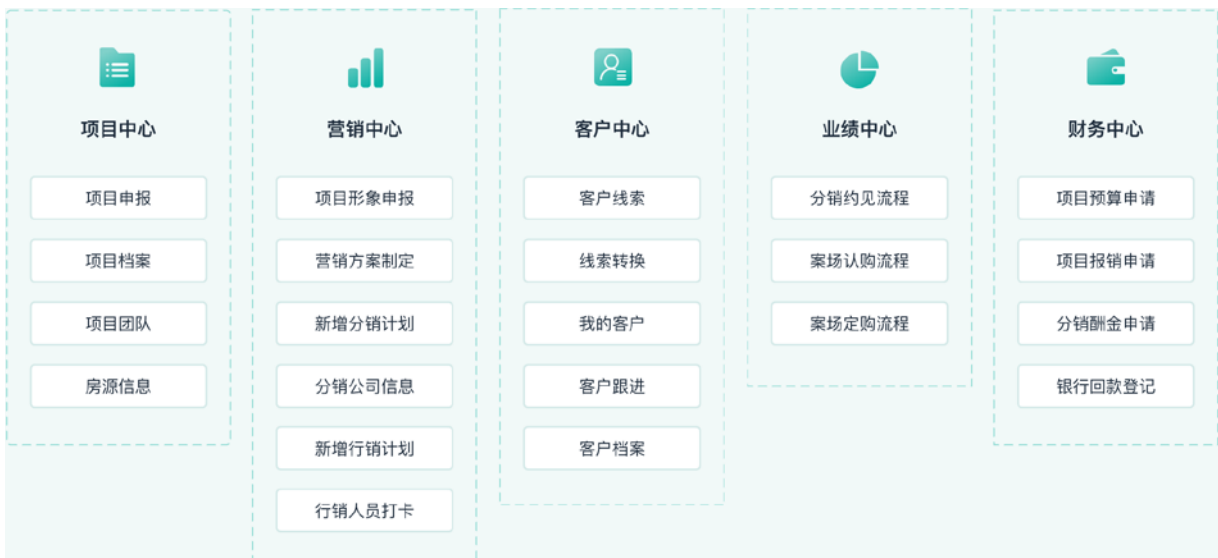 项目中心
项目申报
项目档案
项目团队
房源信息
营销中心
项目形象申报
营销方案制定
新增分销计划
分销公司信息
新增行销计划
行销人员打卡
客户中心
客户线索
线索转换
我的客户
客户跟进
客户档案
业绩中心
分销约见流程
案场认购流程
案场定购流程
财务中心
项目预算申请
项目报销申请
分销酬金申请
银行回款登记